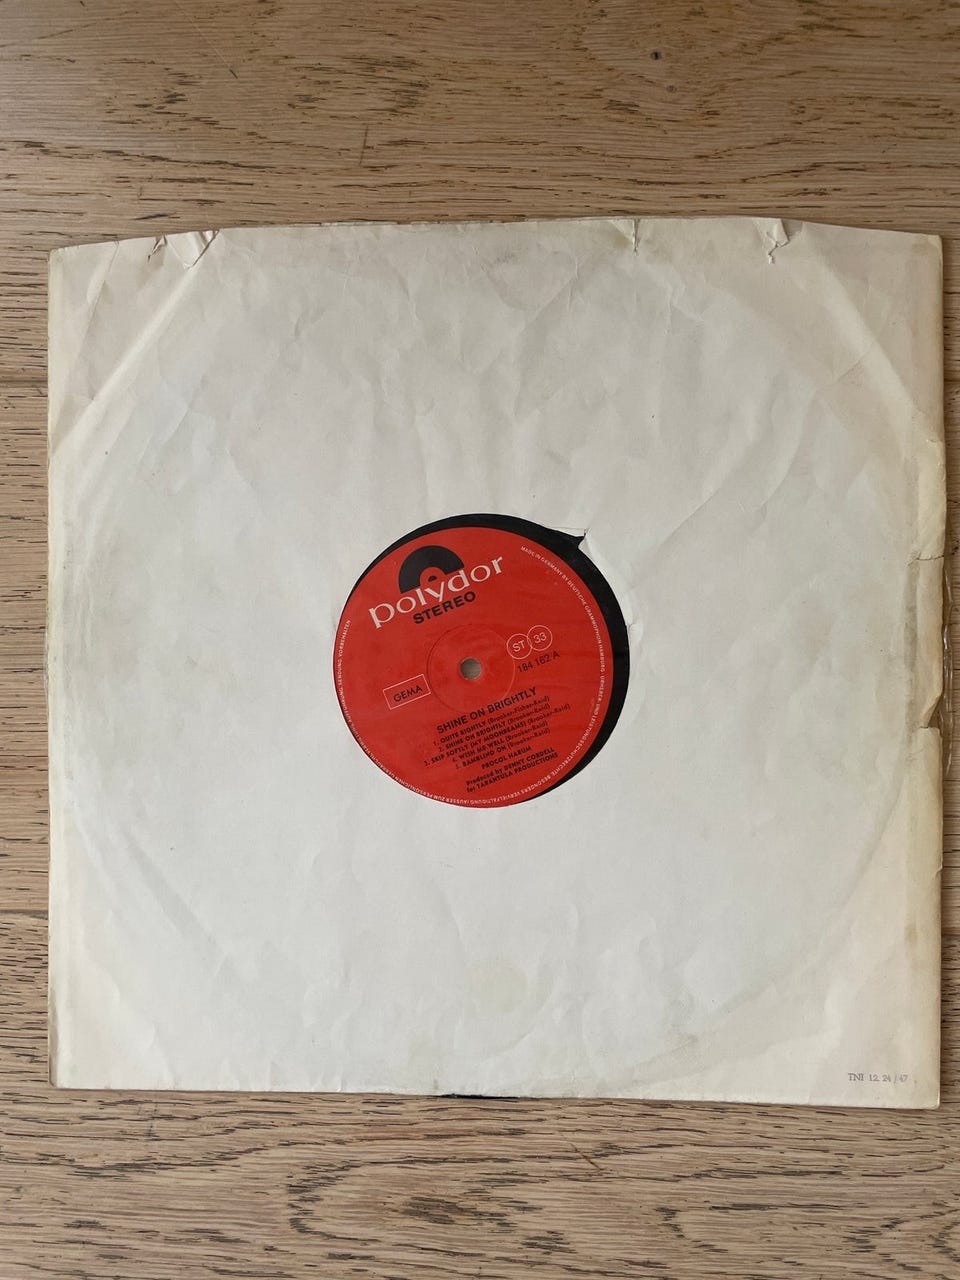 polydor
STEREO
MADE IN GERMANY BY DEUTSCHE GRAMMOPHON HAMBURG
ST 33
184 162 A
GEMA
SHINE ON BRIGHTLY
1. QUITE RIGHTLY (Brooker-Fisher-Reid)
2. SHINE ON BRIGHTLY (Brooker-Reid)
3. SKIP SOFTLY (MY MOONBEAMS) (Brooker-Reid)
4. WISH ME WELL (Brooker-Reid)
5. RAMBLING ON (Brooker-Reid)
PROCOL HARUM
Produced by DENNY CORDELL
for TARANTULA PRODUCTIONS
TNT 12 24 / 47